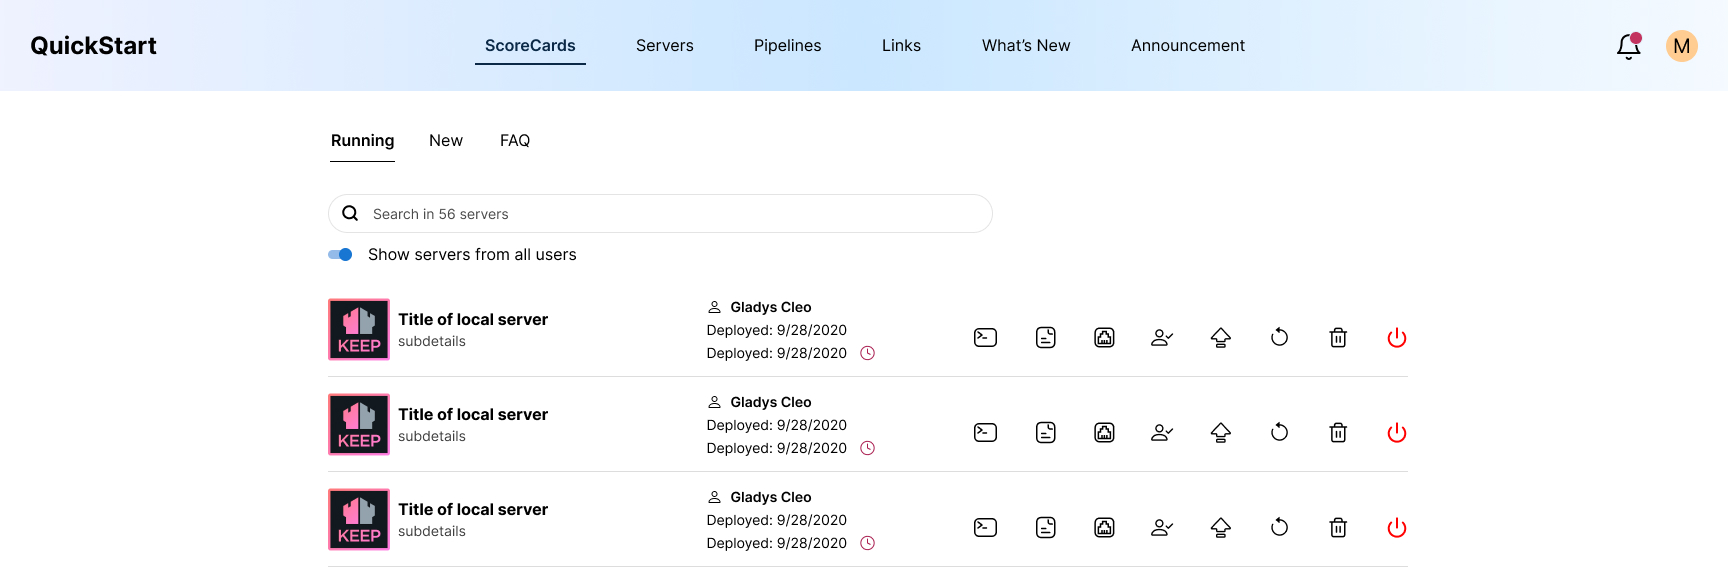 QuickStart
ScoreCards
Servers
Pipelines
Links
What’s New
Announcement
M
Running
New
FAQ
Search in 56 servers
Show servers from all users
KEEP
Title of local server
subdetails
Gladys Cleo
Deployed: 9/28/2020
Deployed: 9/28/2020
KEEP
Title of local server
subdetails
Gladys Cleo
Deployed: 9/28/2020
Deployed: 9/28/2020
KEEP
Title of local server
subdetails
Gladys Cleo
Deployed: 9/28/2020
Deployed: 9/28/2020